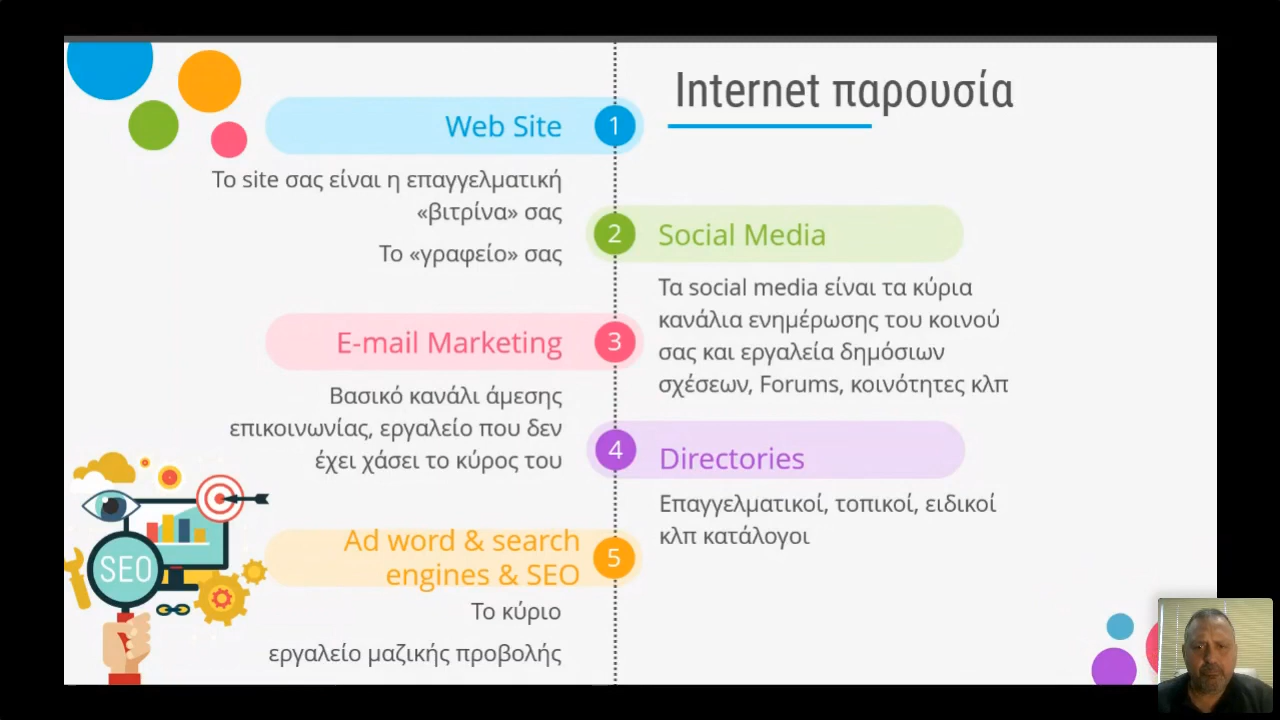 Internet παρουσία
Web Site
1
Το site σας είναι η επαγγελματική
«βιτρίνα» σας
Το «γραφείο» σας
2
Social Media
Τα social media είναι τα κύρια
κανάλια ενημέρωσης του κοινού
σας και εργαλεία δημόσιων
σχέσεων, Forums, κοινότητες κλπ
E-mail Marketing
3
Βασικό κανάλι άμεσης
επικοινωνίας, εργαλείο που δεν
έχει χάσει το κύρος του
4
Directories
Επαγγελματικοί, τοπικοί, ειδικοί
κλπ κατάλογοι
Ad word & search
engines & SEO
5
Το κύριο
εργαλείο μαζικής προβολής
SEO